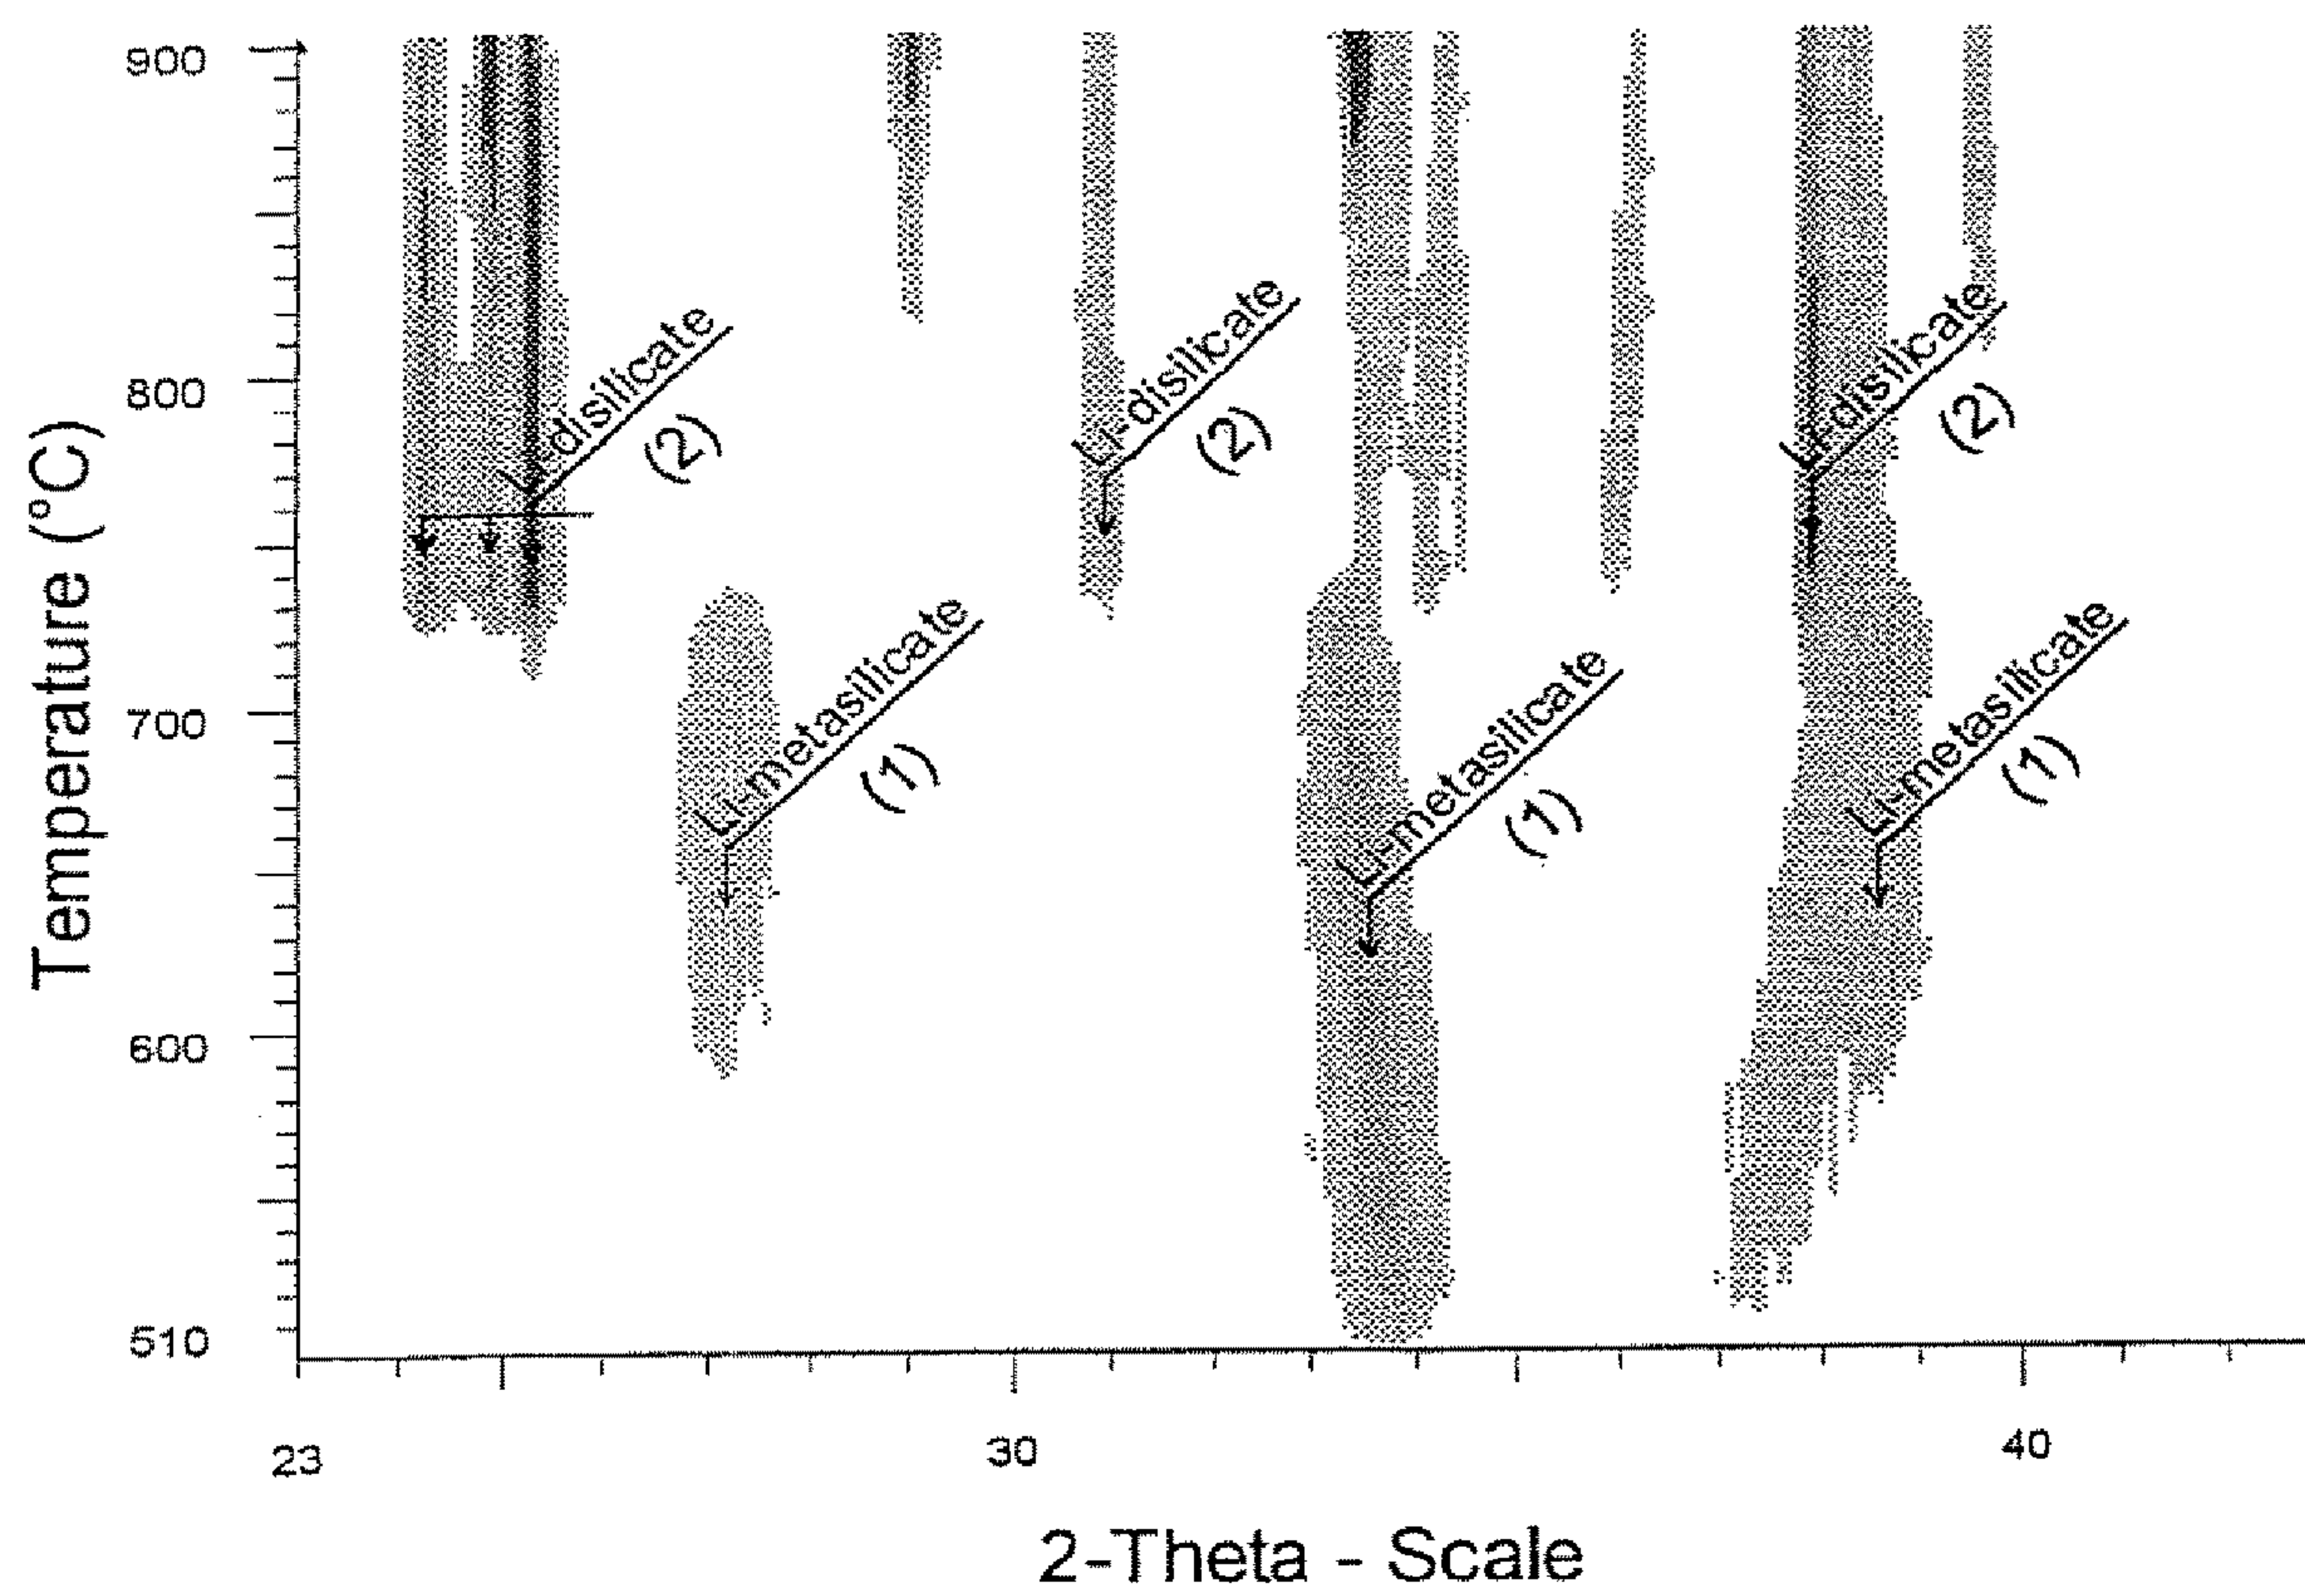 900
800
700
600
510
Temperature (°C)
Li-disilicate
(2)
Li-disilicate
(2)
Li-disilicate
(2)
Li-metasilicate
(1)
Li-metasilicate
(1)
Li-metasilicate
(1)
23
30
40
2-Theta - Scale